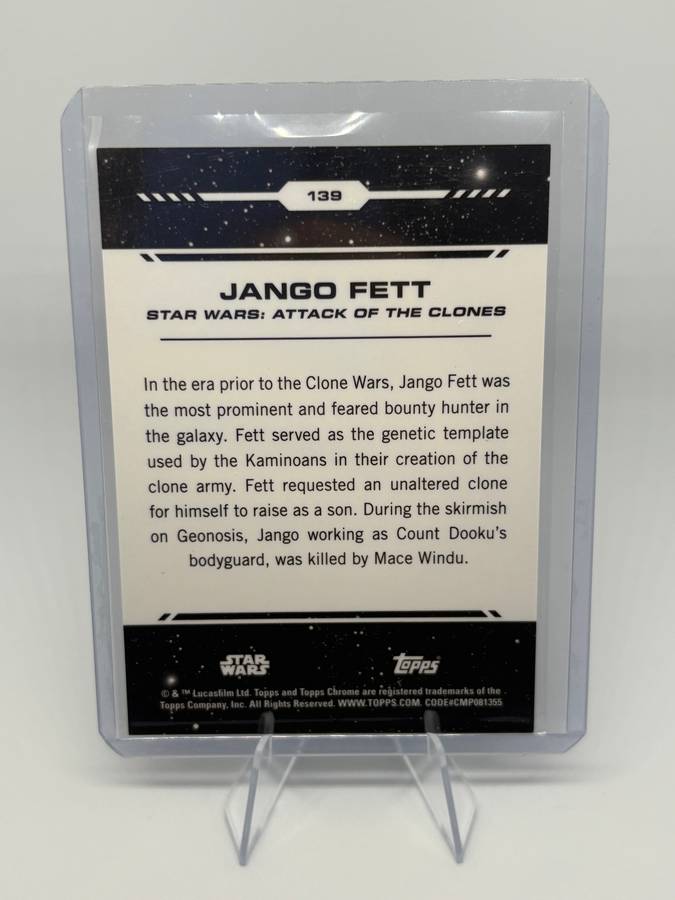 139
JANGO FETT
STAR WARS: ATTACK OF THE CLONES
In the era prior to the Clone Wars, Jango Fett was
the most prominent and feared bounty hunter in
the galaxy. Fett served as the genetic template
used by the Kaminoans in their creation of the
clone army. Fett requested an unaltered clone
for himself to raise as a son. During the skirmish
on Geonosis, Jango working as Count Dooku's
bodyguard, was killed by Mace Windu.
STAR WARS
Topps
© & ™ Lucasfilm Ltd. Topps and Topps Chrome are registered trademarks of the
Topps Company, Inc. All Rights Reserved. WWW.TOPPS.COM. CODE#CMP081355